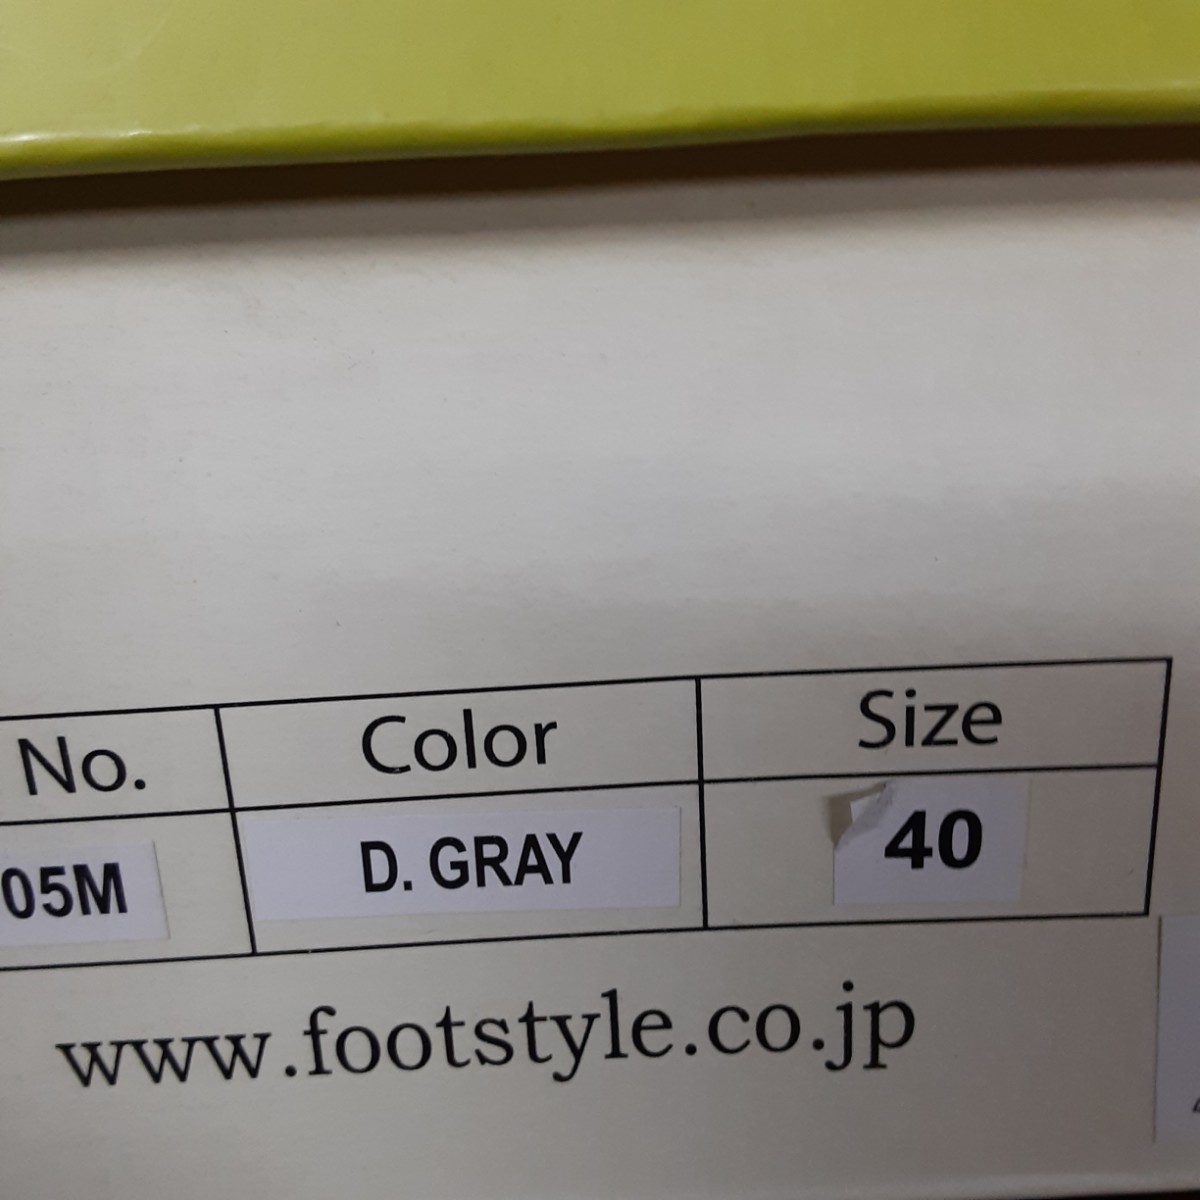 No. Color Size
05M D. GRAY 40
www.footstyle.co.jp